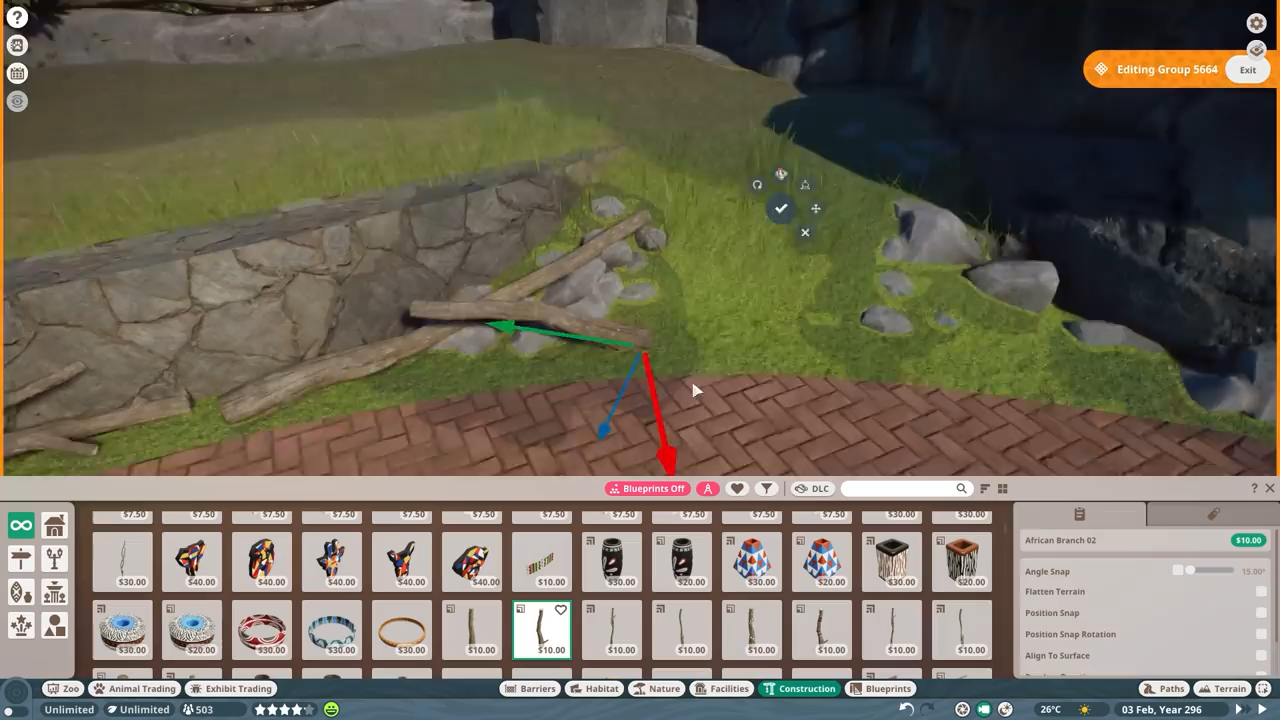 ?
Editing Group 5664
Exit
Blueprints Off
DLC
? ×
$7.50 $7.50 $7.50 $7.50 $7.50 $7.50 $7.50 $7.50 $7.50 $7.50 $7.50 $30.00 $30.00
$30.00 $40.00 $40.00 $40.00 $40.00 $40.00 $10.00 $30.00 $20.00 $30.00 $20.00 $30.00 $20.00
$30.00 $20.00 $30.00 $30.00 $30.00 $10.00 $10.00 $10.00 $10.00 $10.00 $10.00 $10.00 $10.00
African Branch 02 $10.00
Angle Snap 15.00°
Flatten Terrain
Position Snap
Position Snap Rotation
Align To Surface
Zoo Animal Trading Exhibit Trading Barriers Habitat Nature Facilities Construction Blueprints Paths Terrain
Unlimited Unlimited 503 26°C 03 Feb, Year 296